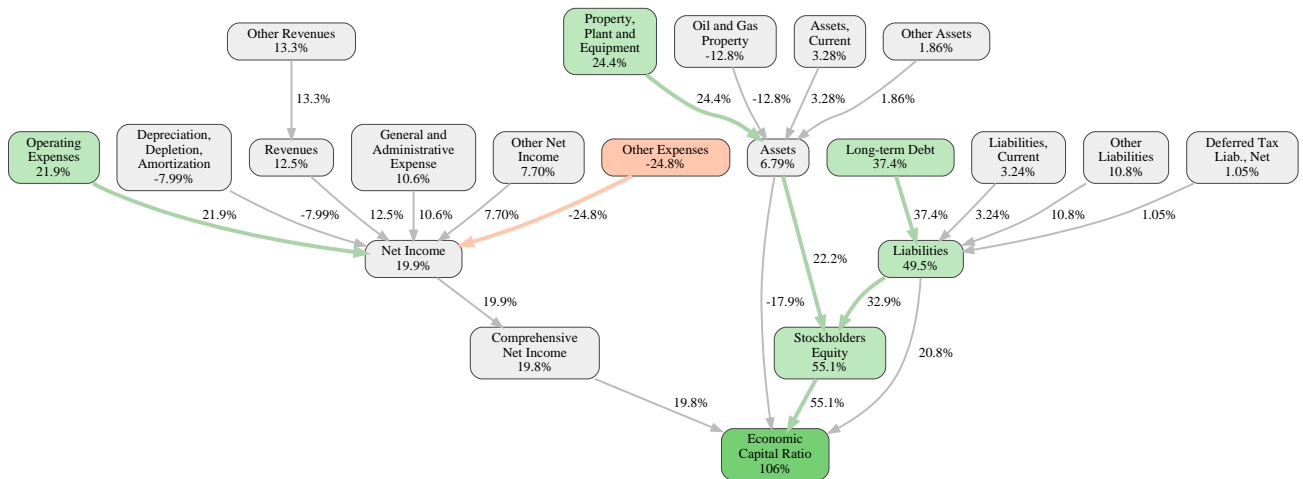 Property,
Plant and
Equipment
24.4%
Oil and Gas
Property
-12.8%
Assets,
Current
3.28%
Other Assets
1.86%
Other Revenues
13.3%
13.3%
24.4%
-12.8%
3.28%
1.86%
Operating
Expenses
21.9%
Depreciation,
Depletion,
Amortization
-7.99%
Revenues
12.5%
General and
Administrative
Expense
10.6%
Other Net
Income
7.70%
Other Expenses
-24.8%
Assets
6.79%
Long-term Debt
37.4%
Liabilities,
Current
3.24%
Other
Liabilities
10.8%
Deferred Tax
Liab., Net
1.05%
21.9%
-7.99%
12.5%
10.6%
7.70%
-24.8%
37.4%
3.24%
10.8%
1.05%
Net Income
19.9%
22.2%
Liabilities
49.5%
19.9%
-17.9%
32.9%
20.8%
Comprehensive
Net Income
19.8%
Stockholders
Equity
55.1%
19.8%
55.1%
Economic
Capital Ratio
106%